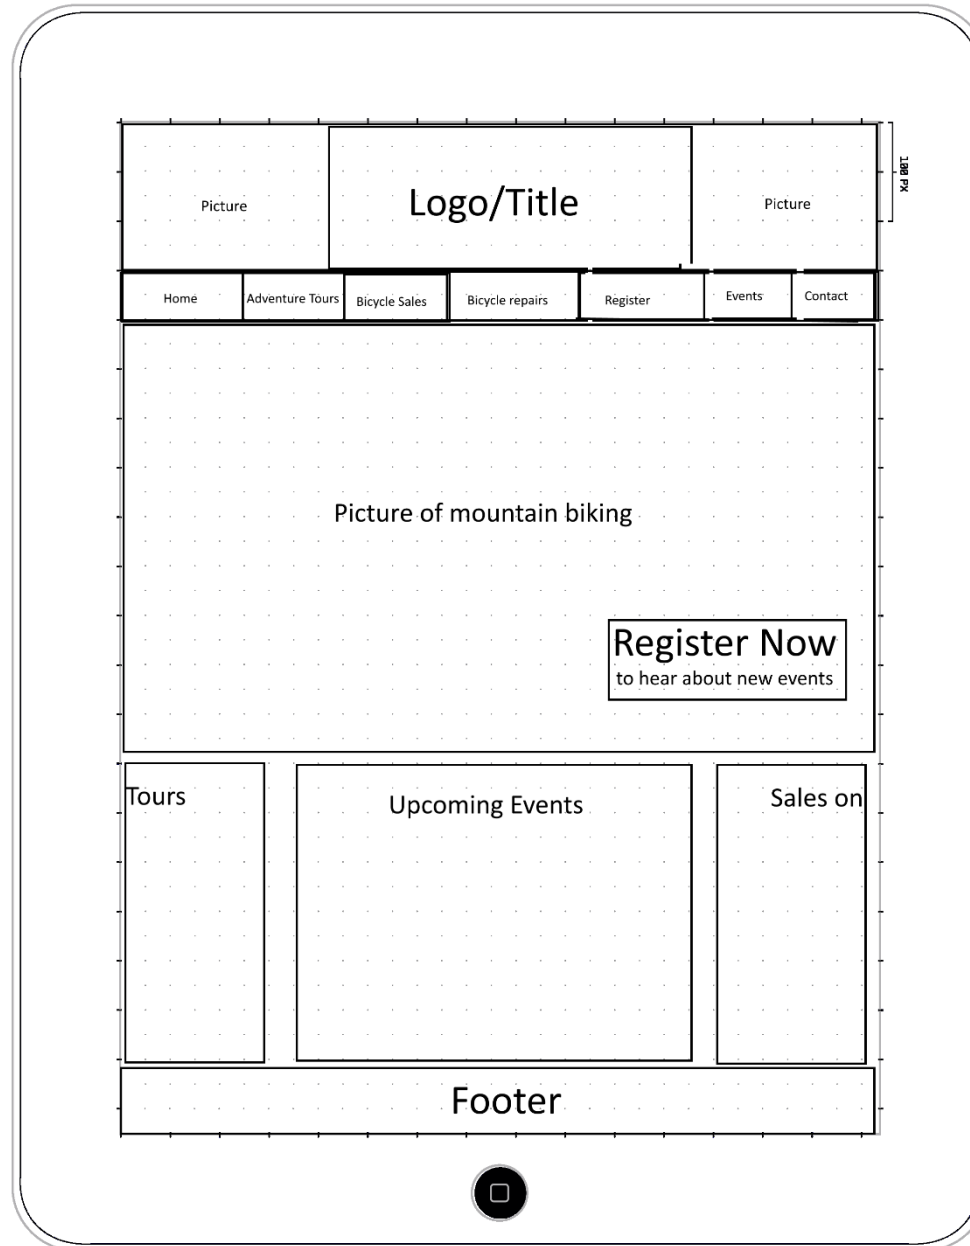 Picture
Logo/Title
Picture
100 PX
Home
Adventure Tours
Bicycle Sales
Bicycle repairs
Register
Events
Contact
Picture of mountain biking
Register Now
to hear about new events
Tours
Upcoming Events
Sales on
Footer